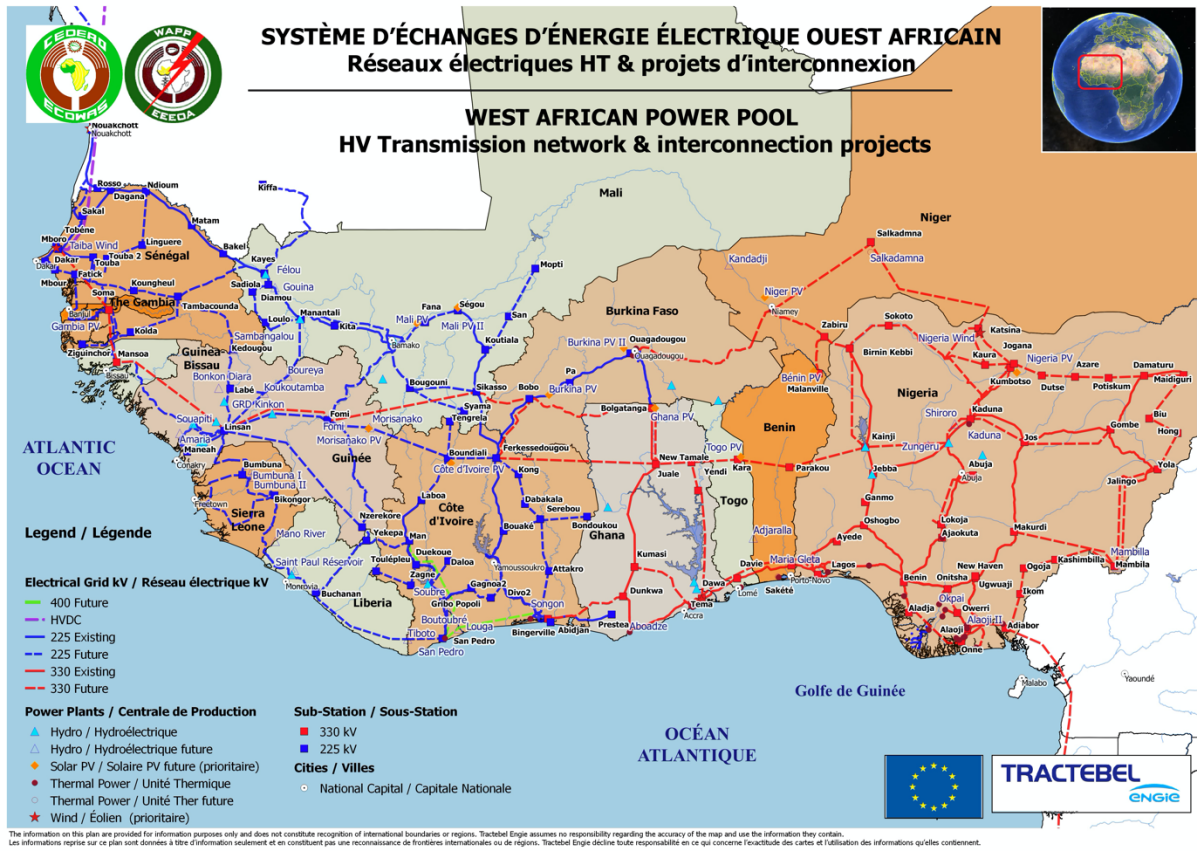 CEDEAO
ECOWAS
WAPP
EEEOA
SYSTÈME D’ÉCHANGES D’ÉNERGIE ÉLECTRIQUE OUEST AFRICAIN
Réseaux électriques HT & projets d’interconnexion
WEST AFRICAN POWER POOL
HV Transmission network & interconnection projects
Nouakchott
Nouakchott
Rosso
Ndioum
Dagana
Kiffa
Sakal
Matam
Tobène
Mboro
Taiba Wind
Linguere
Bakel
Dakar
Dakar
Touba 2
Touba
Sénégal
Kayes
Félou
Mbour
Fatick
Koungheul
Sadiola
Gouina
Diamou
Soma
The Gambia
Tambacounda
Banjul
Gambia PV
Kolda
Loulo
Manantali
Sambangalou
Kita
Ziguinchor
Mansoa
Bissau
Kedougou
Guinea
Bissau
Mali
Mopti
Fana
Ségou
San
Mali PV
Mali PV II
Bamako
Koutiala
Boureya
Bonkon Diara
Koukoutamba
Labé
GRD Kinkon
Bougouni
Sikasso
Souapiti
Linsan
Fomi
Fomi
Morisanako
Morisanako PV
Syama
Tengrela
Amaria
Maneah
Conakry
Guinée
Niger
Salkadmna
Salkadamna
Kandadji
Niger PV
Niamey
Burkina Faso
Ouagadougou
Burkina PV II
Ouagadougou
Pa
Bobo
Burkina PV
Zabiru
Sokoto
Katsina
Nigeria Wind
Jogana
Birnin Kebbi
Kaura
Nigeria PV
Azare
Damaturu
Kumbotso
Dutse
Potiskum
Maidiguri
Bénin PV
Malanville
Nigeria
Bolgatanga
Ghana PV
Benin
Shiroro
Kaduna
Kaduna
Biu
Hong
Gombe
Ferkessedougou
Boundiali
Côte d’Ivoire PV
Kong
New Tamale
Juale
Yendi
Togo PV
Kara
Parakou
Kainji
Zungeru
Jos
Jebba
Abuja
Abuja
Yola
Jalingo
Bumbuna
Bumbuna I
Bumbuna II
Bikongor
Freetown
Sierra
Leone
Laboa
Côte
d'Ivoire
Dabakala
Serebou
Bondoukou
Bouaké
Ghana
Togo
Ganmo
Oshogbo
Lokoja
Ajaokuta
Makurdi
ATLANTIC
OCEAN
Mano River
Nzerekore
Yekepa
Man
Adjaralla
Ayede
Saint Paul Réservoir
Toulépleu
Duekoue
Daloa
Yamoussoukro
Kumasi
Maria Gleta
Lagos
Kashimbilla
Mambilla
Mambila
Monrovia
Zagne
Soubre
Gagnoa2
Attakro
Davie
Lomé
Sakété
Porto-Novo
Benin
Onitsha
New Haven
Ugwuaji
Ogoja
Buchanan
Liberia
Gribo Popoli
Divo2
Songon
Dunkwa
Dawa
Tema
Accra
Okpai
Aladja
Owerri
Ikom
Boutoubré
Louga
Tiboto
San Pedro
San Pedro
Bingerville
Abidjan
Prestea
Aboadze
Alaoji
Alaoji II
Adiabor
Onne
Golfe de Guinée
Malabo
Yaoundé
OCÉAN
ATLANTIQUE
Legend / Légende
Electrical Grid kV / Réseau électrique kV
400 Future
HVDC
225 Existing
225 Future
330 Existing
330 Future
Power Plants / Centrale de Production
Hydro / Hydroélectrique
Hydro / Hydroélectrique future
Solar PV / Solaire PV future (prioritaire)
Thermal Power / Unité Thermique
Thermal Power / Unité Ther future
Wind / Éolien (prioritaire)
Sub-Station / Sous-Station
330 kV
225 kV
Cities / Villes
National Capital / Capitale Nationale
TRACTEBEL
ENGIE
The information on this plan are provided for information purposes only and does not constitute recognition of international boundaries or regions. Tractebel Engie assumes no responsibility regarding the accuracy of the map and use the information they contain.
Les informations reprise sur ce plan sont données à titre d'information seulement et en constituent pas une reconnaissance de frontières internationales ou de régions. Tractebel Engie décline toute responsabilité en ce qui concerne l'exactitude des cartes et l'utilisation des informations qu'elles contiennent.